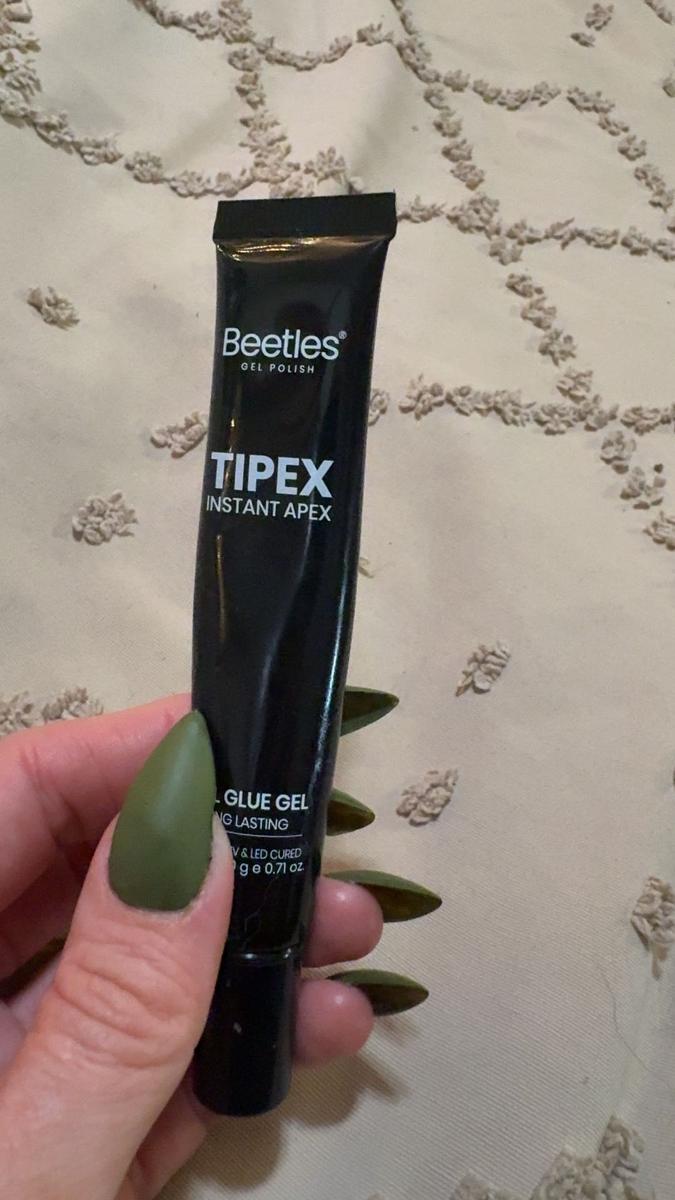 Beetles®
GEL POLISH
TIPEX
INSTANT APEX
GLUE GEL
LASTING
& LED CURED
g e 0.71 oz.